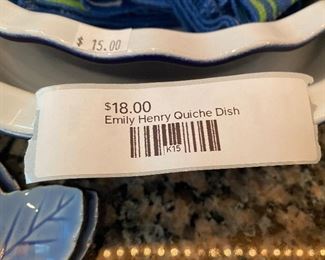 $ 15.00
$18.00
Emily Henry Quiche Dish
K15